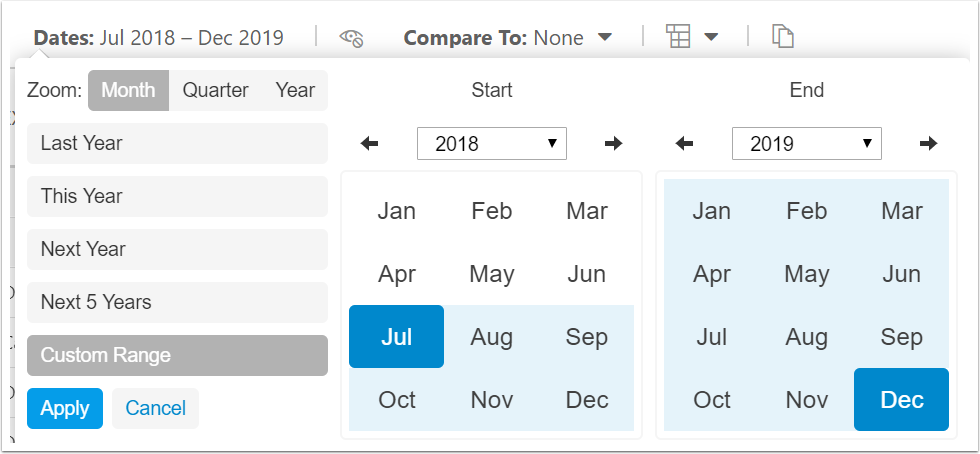 Dates: Jul 2018 – Dec 2019 Compare To: None
Zoom: Month Quarter Year
Last Year
This Year
Next Year
Next 5 Years
Custom Range
Apply Cancel
Start
2018
Jan Feb Mar
Apr May Jun
Jul Aug Sep
Oct Nov Dec
End
2019
Jan Feb Mar
Apr May Jun
Jul Aug Sep
Oct Nov Dec